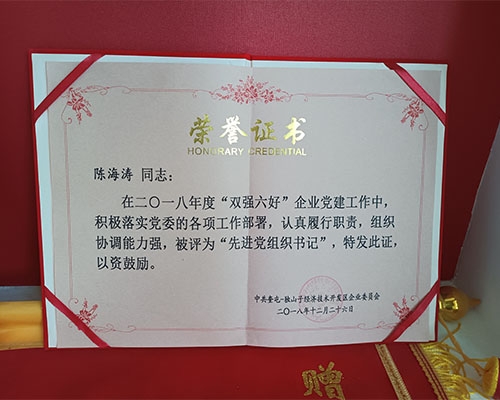 荣誉证书
HONORARY CREDENTIAL
陈海涛 同志：
在二〇一八年度“双强六好”企业党建工作中，
积极落实党委的各项工作部署，认真履行职责，组织
协调能力强，被评为“先进党组织书记”，特发此证，
以资鼓励。
中共奎屯-独山子经济技术开发区企业委员会
二〇一八年十二月二十六日
赠